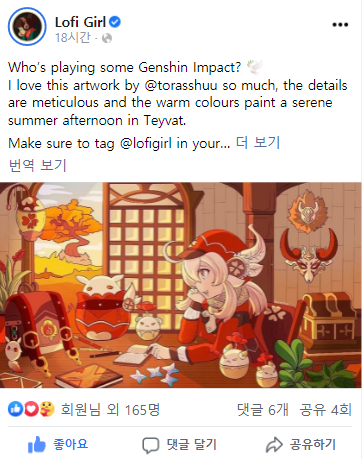 Lofi Girl
18시간 ·
Who's playing some Genshin Impact? 🕊️
I love this artwork by @torasshuu so much, the details
are meticulous and the warm colours paint a serene
summer afternoon in Teyvat.
Make sure to tag @lofigirl in your... 더 보기
번역 보기
회원님 외 165명 댓글 6개 공유 4회
좋아요 댓글 달기 공유하기